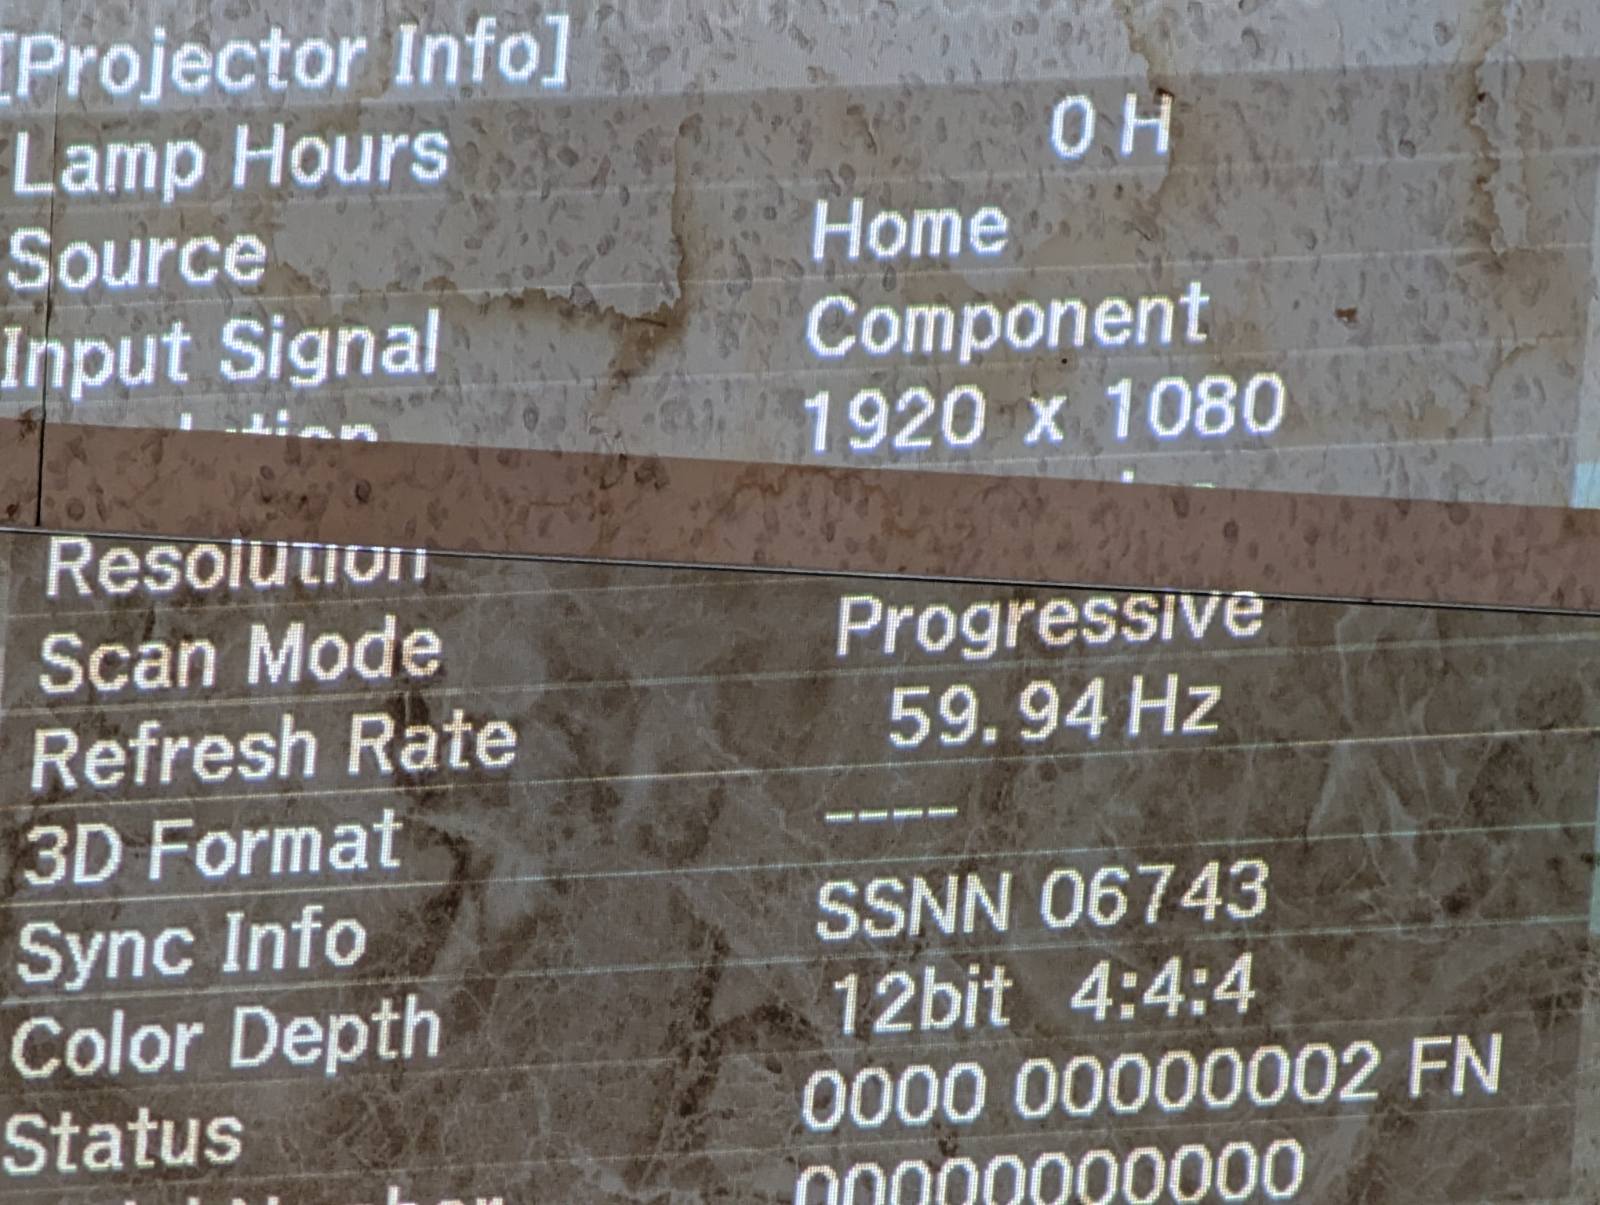 [Projector Info]
Lamp Hours 0 H
Source Home
Input Signal Component
Resolution 1920 x 1080
Scan Mode Progressive
Refresh Rate 59.94 Hz
3D Format ----
Sync Info SSNN 06743
Color Depth 12bit 4:4:4
Status 0000 00000002 FN
00000000000